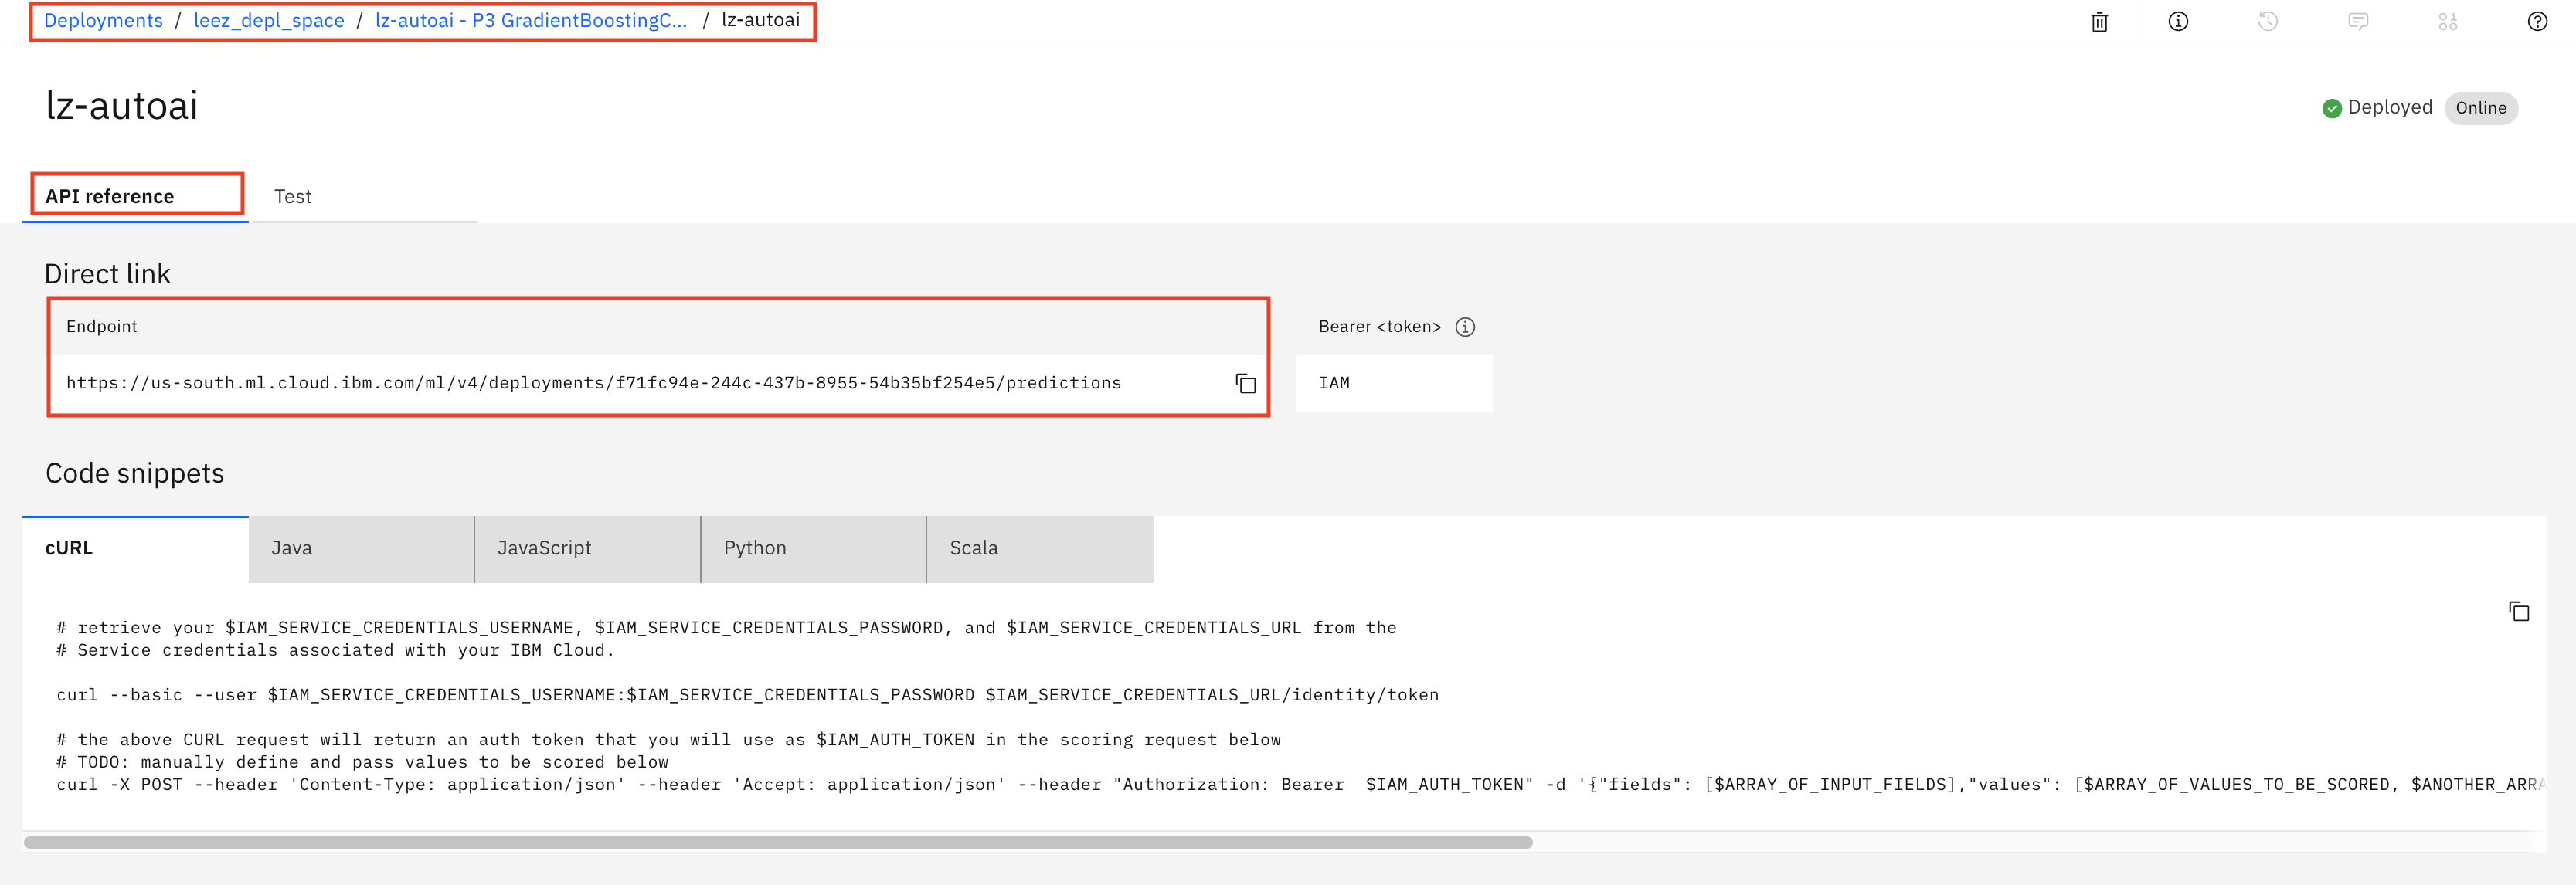 Deployments / leez_depl_space / lz-autoai - P3 GradientBoostingC... / lz-autoai
lz-autoai
Deployed Online
API reference Test
Direct link
Endpoint Bearer <token>
https://us-south.ml.cloud.ibm.com/ml/v4/deployments/f71fc94e-244c-437b-8955-54b35bf254e5/predictions IAM
Code snippets
cURL Java JavaScript Python Scala
# retrieve your $IAM_SERVICE_CREDENTIALS_USERNAME, $IAM_SERVICE_CREDENTIALS_PASSWORD, and $IAM_SERVICE_CREDENTIALS_URL from the
# Service credentials associated with your IBM Cloud.
curl --basic --user $IAM_SERVICE_CREDENTIALS_USERNAME:$IAM_SERVICE_CREDENTIALS_PASSWORD $IAM_SERVICE_CREDENTIALS_URL/identity/token
# the above CURL request will return an auth token that you will use as $IAM_AUTH_TOKEN in the scoring request below
# TODO: manually define and pass values to be scored below
curl -X POST --header 'Content-Type: application/json' --header 'Accept: application/json' --header "Authorization: Bearer  $IAM_AUTH_TOKEN" -d '{"fields": [$ARRAY_OF_INPUT_FIELDS],"values": [$ARRAY_OF_VALUES_TO_BE_SCORED, $ANOTHER_ARRA